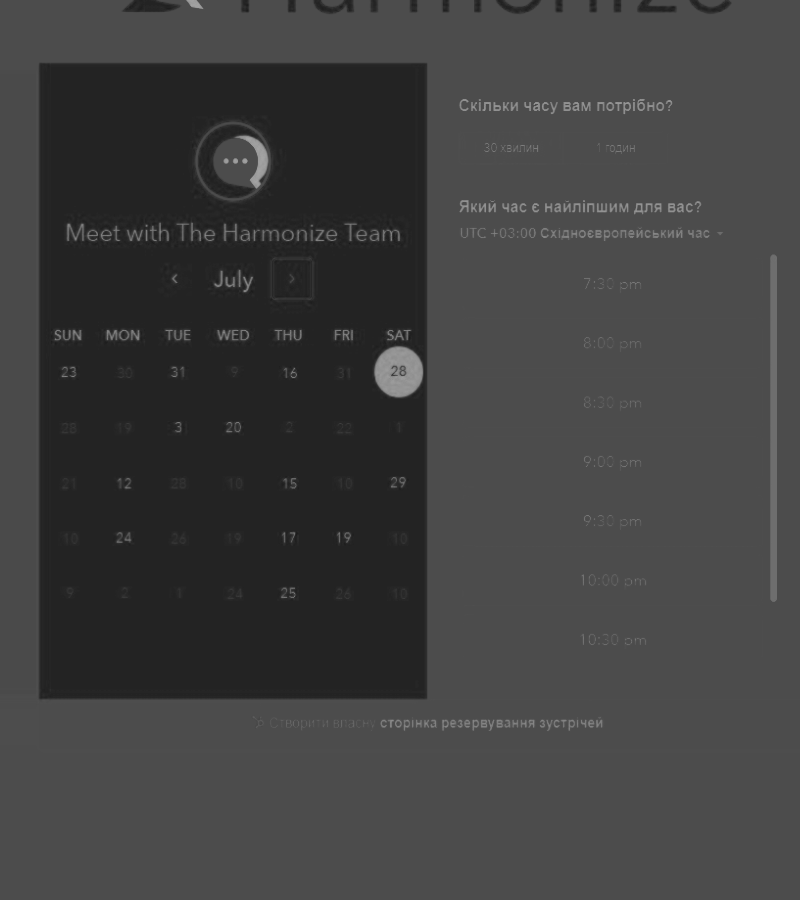 Harmonize
Meet with The Harmonize Team
July
SUN MON TUE WED THU FRI SAT
23 30 31 9 16 31 28
28 19 3 20 2 22 1
21 12 28 10 15 10 29
10 24 26 19 17 19 10
9 2 1 24 25 26 10
Скільки часу вам потрібно?
30 хвилин 1 годин
Який час є найліпшим для вас?
UTC +03:00 Східноєвропейський час
7:30 pm
8:00 pm
8:30 pm
9:00 pm
9:30 pm
10:00 pm
10:30 pm
Створити власну сторінка резервування зустрічей